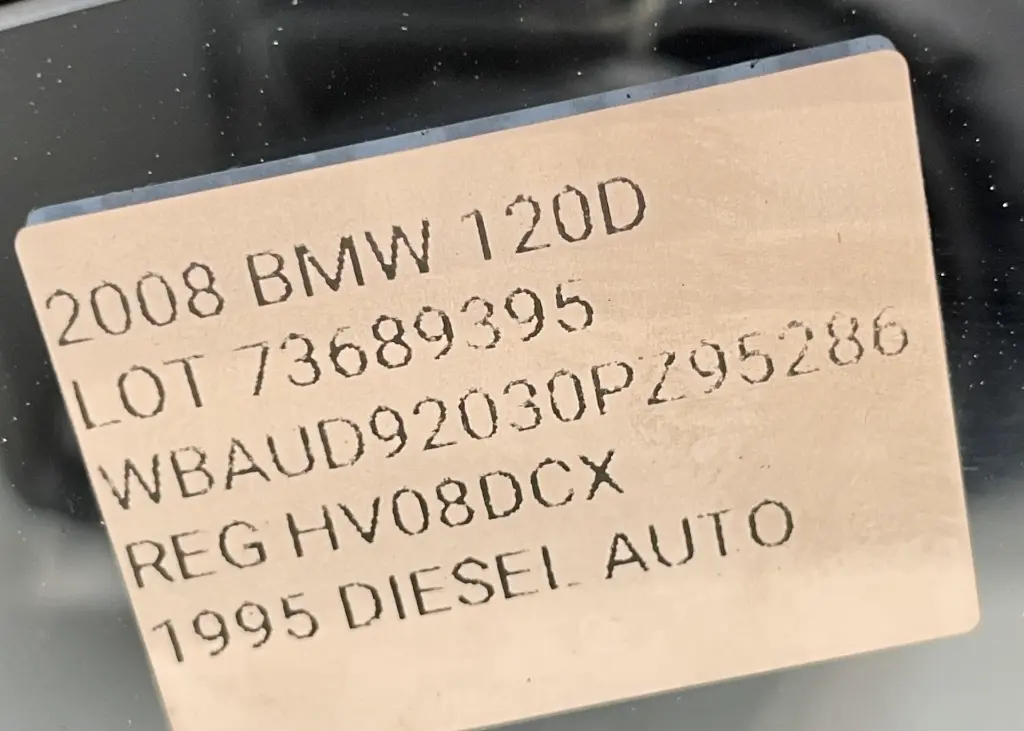 2008 BMW 120D
LOT 73689395
WBAUD92030PZ95286
REG HV08DCX
1995 DIESEL AUTO